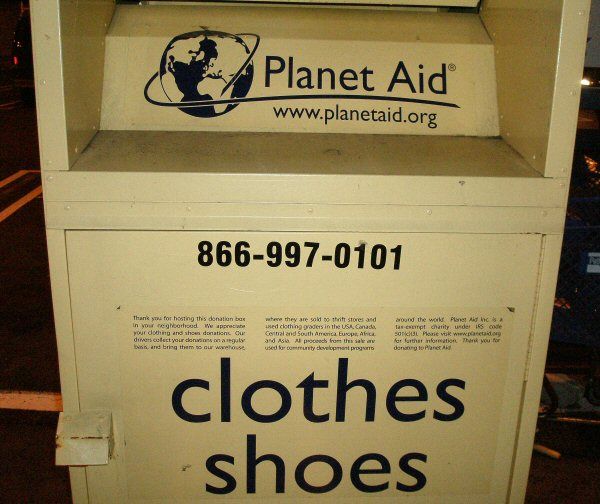 Planet Aid®
www.planetaid.org
866-997-0101
Thank you for hosting this donation box
in your neighborhood. We appreciate
your clothing and shoes donations. Our
drivers collect your donations on a regular
basis, and bring them to our warehouse,
where they are sold to thrift stores and
used clothing graders in the USA, Canada,
Central and South America, Europe, Africa,
and Asia. All proceeds from this sale are
used for community development programs
around the world. Planet Aid Inc. is a
tax-exempt charity under IRS code
501(c)(3). Please visit www.planetaid.org
for further information. Thank you for
donating to Planet Aid.
clothes
shoes